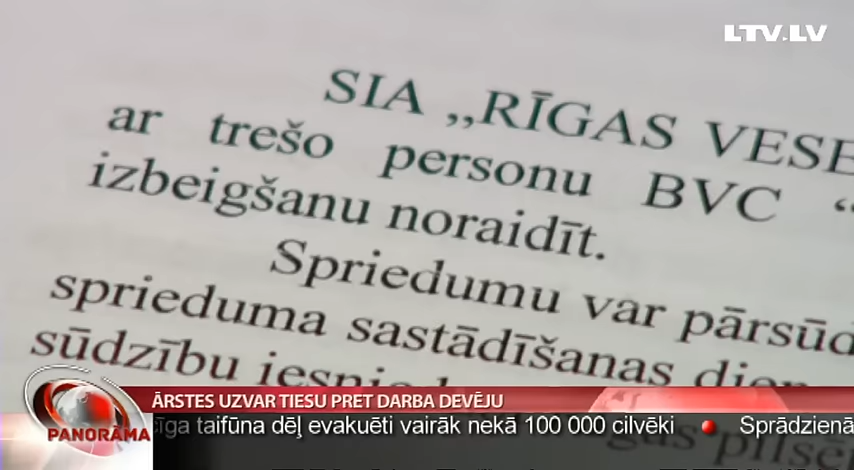 LTV.LV
SIA „RĪGAS VESE
ar trešo personu BVC “
izbeigšanu noraidīt.
Spriedumu var pārsūd
sprieduma sastādīšanas dien
sūdzību
ĀRSTES UZVAR TIESU PRET DARBA DEVĒJU
PANORĀMA
īga taifūna dēļ evakuēti vairāk nekā 100 000 cilvēki • Sprādzienā